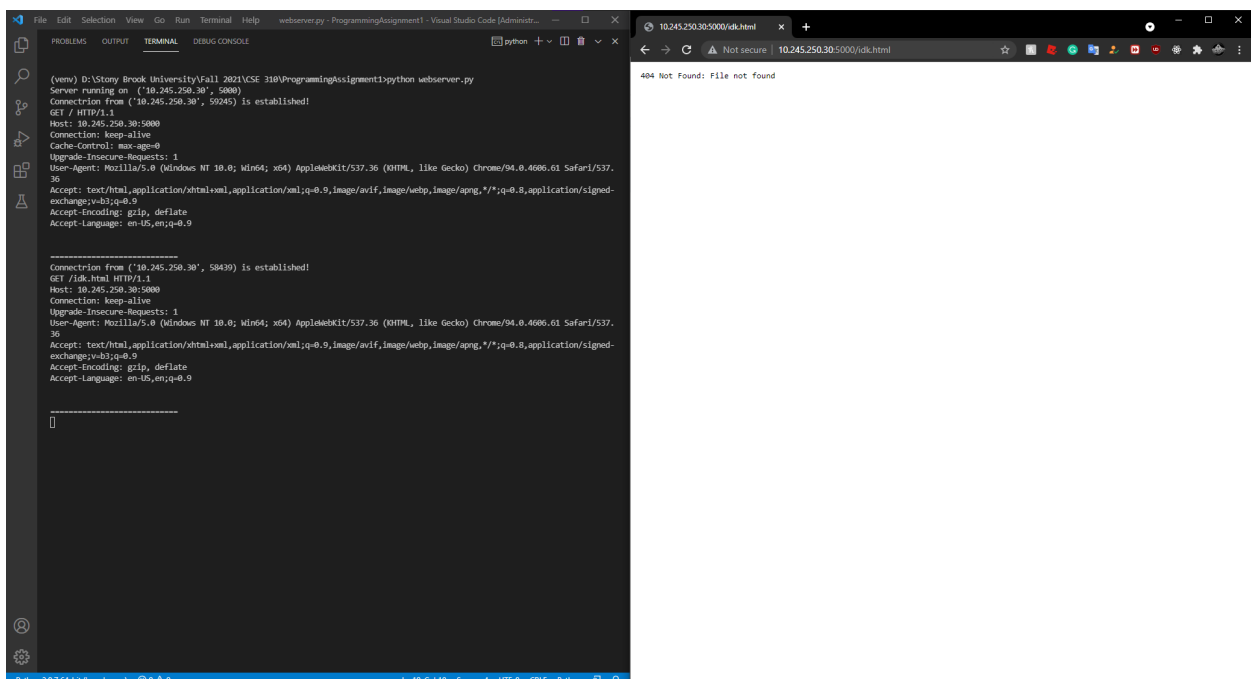 File Edit Selection View Go Run Terminal Help webserver.py - ProgrammingAssignment1 - Visual Studio Code [Administr...
PROBLEMS OUTPUT TERMINAL DEBUG CONSOLE
python
(venv) D:\Stony Brook University\Fall 2021\CSE 310\ProgrammingAssignment1>python webserver.py
Server running on  ('10.245.250.30', 5000)
Connectrion from ('10.245.250.30', 59245) is established!
GET / HTTP/1.1
Host: 10.245.250.30:5000
Connection: keep-alive
Cache-Control: max-age=0
Upgrade-Insecure-Requests: 1
User-Agent: Mozilla/5.0 (Windows NT 10.0; Win64; x64) AppleWebKit/537.36 (KHTML, like Gecko) Chrome/94.0.4606.61 Safari/537.
36
Accept: text/html,application/xhtml+xml,application/xml;q=0.9,image/avif,image/webp,image/apng,*/*;q=0.8,application/signed-
exchange;v=b3;q=0.9
Accept-Encoding: gzip, deflate
Accept-Language: en-US,en;q=0.9
============================
Connectrion from ('10.245.250.30', 58439) is established!
GET /idk.html HTTP/1.1
Host: 10.245.250.30:5000
Connection: keep-alive
Upgrade-Insecure-Requests: 1
User-Agent: Mozilla/5.0 (Windows NT 10.0; Win64; x64) AppleWebKit/537.36 (KHTML, like Gecko) Chrome/94.0.4606.61 Safari/537.
36
Accept: text/html,application/xhtml+xml,application/xml;q=0.9,image/avif,image/webp,image/apng,*/*;q=0.8,application/signed-
exchange;v=b3;q=0.9
Accept-Encoding: gzip, deflate
Accept-Language: en-US,en;q=0.9
============================
10.245.250.30:5000/idk.html
Not secure | 10.245.250.30:5000/idk.html
404 Not Found: File not found